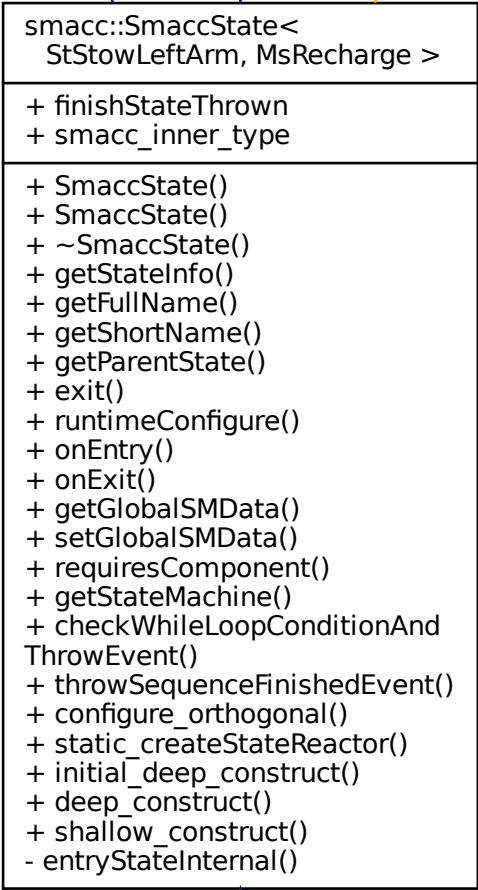 smacc::SmaccState<
StStowLeftArm, MsRecharge >
+ finishStateThrown
+ smacc_inner_type
+ SmaccState()
+ SmaccState()
+ ~SmaccState()
+ getStateInfo()
+ getFullName()
+ getShortName()
+ getParentState()
+ exit()
+ runtimeConfigure()
+ onEntry()
+ onExit()
+ getGlobalSMData()
+ setGlobalSMData()
+ requiresComponent()
+ getStateMachine()
+ checkWhileLoopConditionAnd
ThrowEvent()
+ throwSequenceFinishedEvent()
+ configure_orthogonal()
+ static_createStateReactor()
+ initial_deep_construct()
+ deep_construct()
+ shallow_construct()
- entryStateInternal()